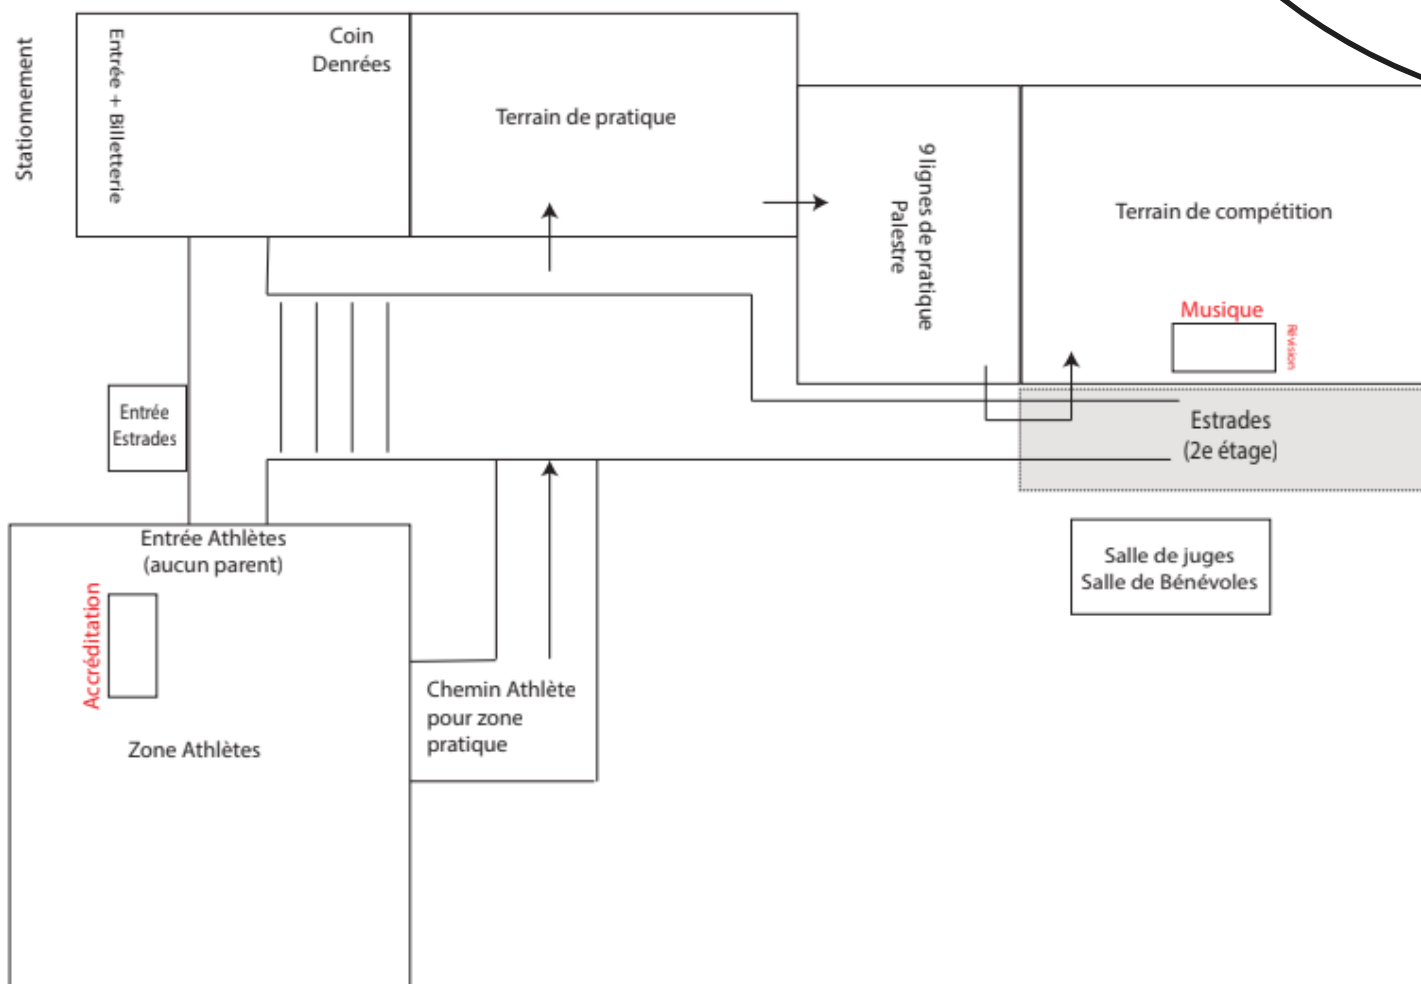 Stationnement
Entrée + Billetterie
Coin
Denrées
Terrain de pratique
9 lignes de pratique
Palestre
Terrain de compétition
Musique
Révision
Entrée
Estrades
Estrades
(2e étage)
Entrée Athlètes
(aucun parent)
Salle de juges
Salle de Bénévoles
Accréditation
Chemin Athlète
pour zone
pratique
Zone Athlètes